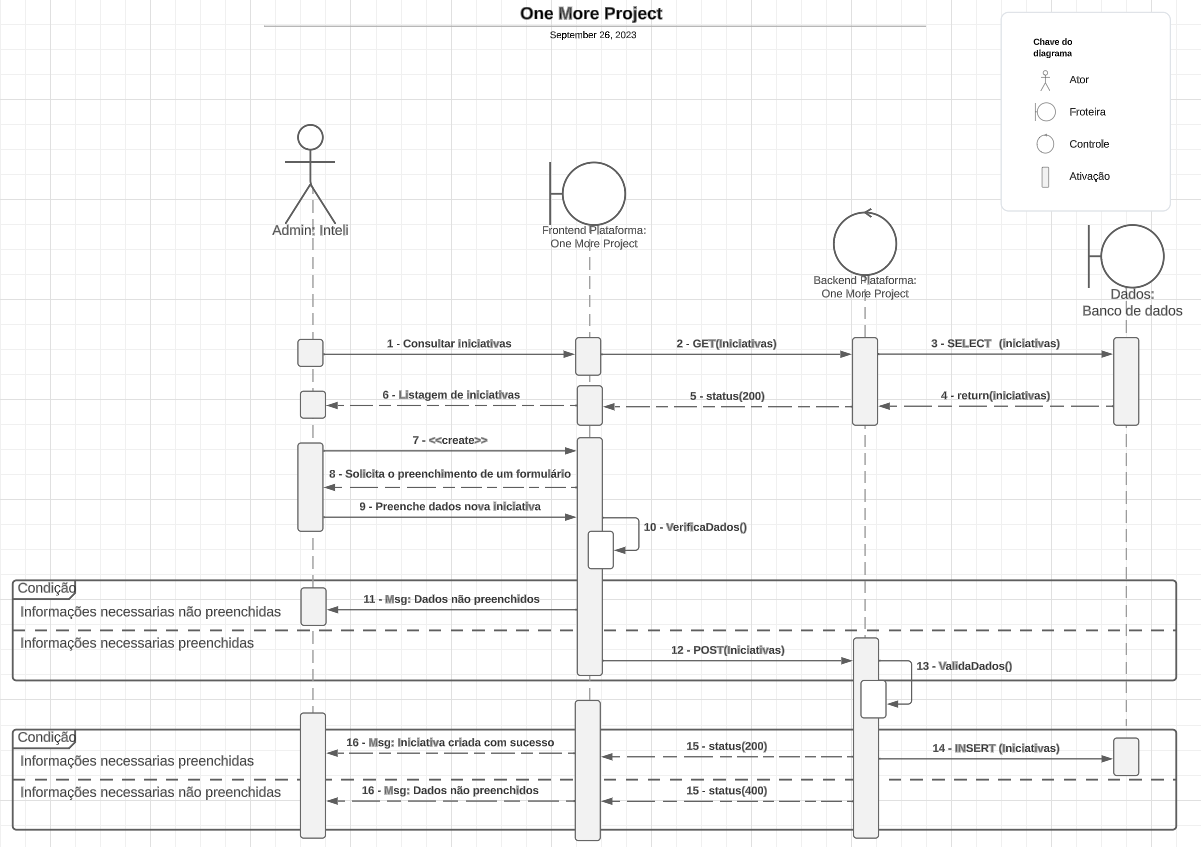 One More Project
September 26, 2023
Chave do
diagrama
Ator
Froteira
Controle
Ativação
Admin: Inteli
Frontend Plataforma:
One More Project
Backend Plataforma:
One More Project
Dados:
Banco de dados
1 - Consultar iniciativas
2 - GET(Iniciativas)
3 - SELECT (iniciativas)
6 - Listagem de iniciativas
5 - status(200)
4 - return(iniciativas)
7 - <<create>>
8 - Solicita o preenchimento de um formulário
9 - Preenche dados nova iniciativa
10 - VerificaDados()
Condição
Informações necessarias não preenchidas
11 - Msg: Dados não preenchidos
Informações necessarias preenchidas
12 - POST(Iniciativas)
13 - ValidaDados()
Condição
Informações necessarias preenchidas
16 - Msg: Iniciativa criada com sucesso
15 - status(200)
14 - INSERT (Iniciativas)
Informações necessarias não preenchidas
16 - Msg: Dados não preenchidos
15 - status(400)